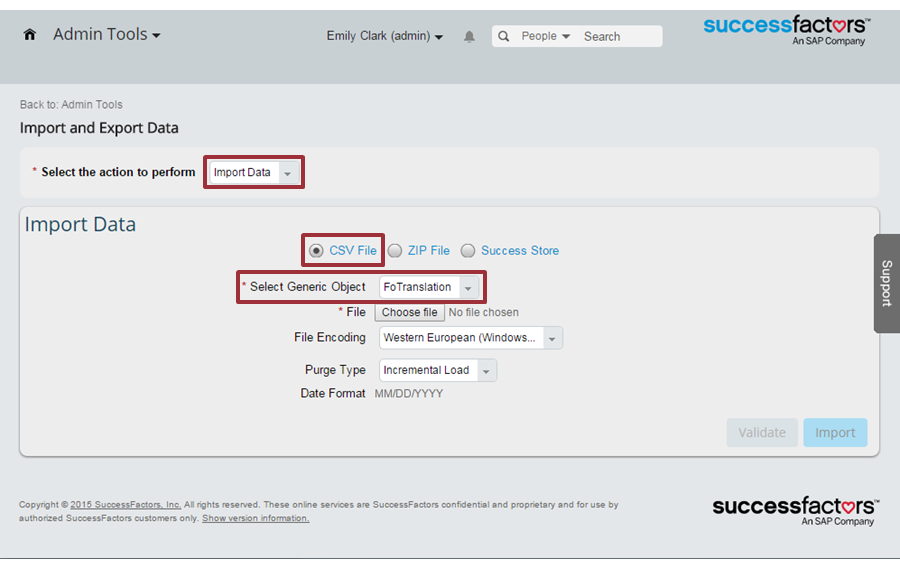 Admin Tools
Emily Clark (admin)
People
Search
successfactors™
An SAP Company
Back to: Admin Tools
Import and Export Data
* Select the action to perform
Import Data
Import Data
CSV File
ZIP File
Success Store
* Select Generic Object
FoTranslation
* File
Choose file
No file chosen
File Encoding
Western European (Windows...
Purge Type
Incremental Load
Date Format
MM/DD/YYYY
Support
Validate
Import
Copyright © 2015 SuccessFactors, Inc. All rights reserved. These online services are SuccessFactors confidential and proprietary and for use by
authorized SuccessFactors customers only. Show version information.
successfactors™
An SAP Company